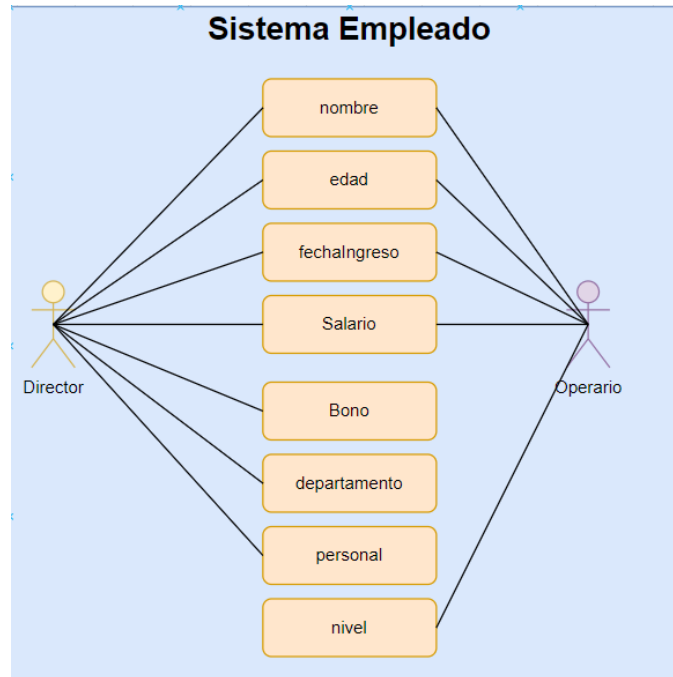 Sistema Empleado
nombre
edad
fechaIngreso
Salario
Director
Operario
Bono
departamento
personal
nivel